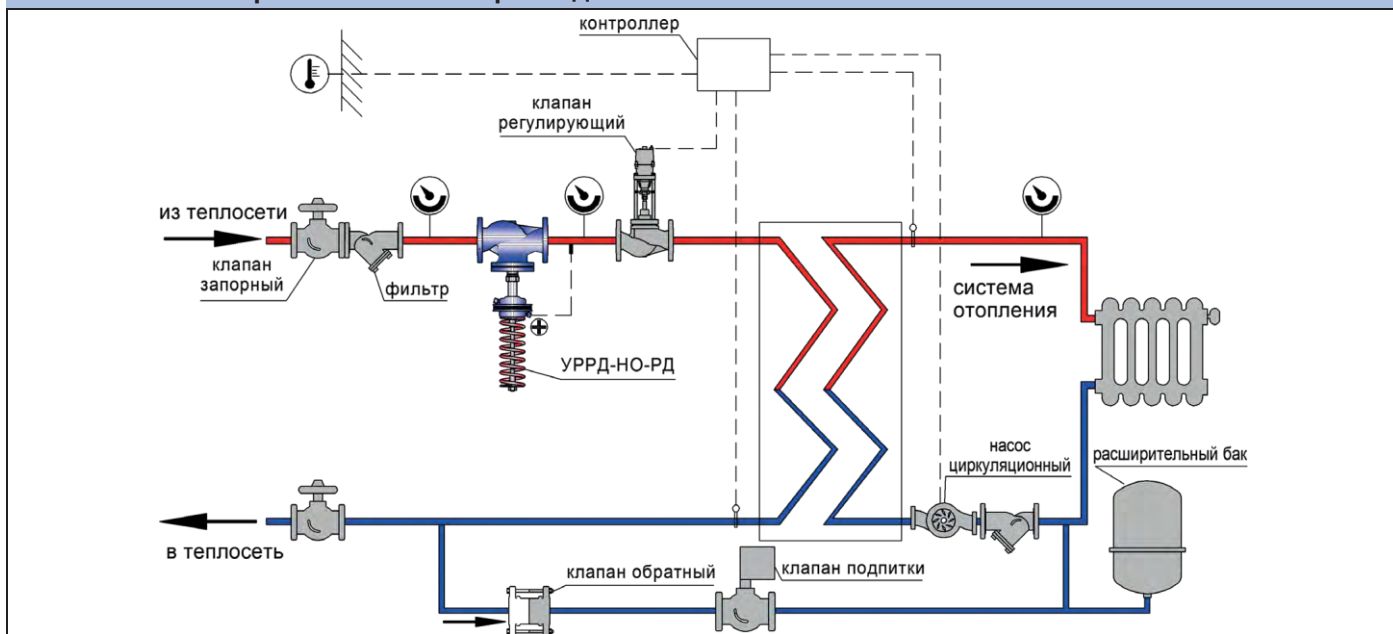 контроллер
клапан
регулирующий
из теплосети
клапан
запорный
фильтр
УРРД-НО-РД
система
отопления
насос
циркуляционный
расширительный бак
в теплосеть
клапан обратный
клапан подпитки